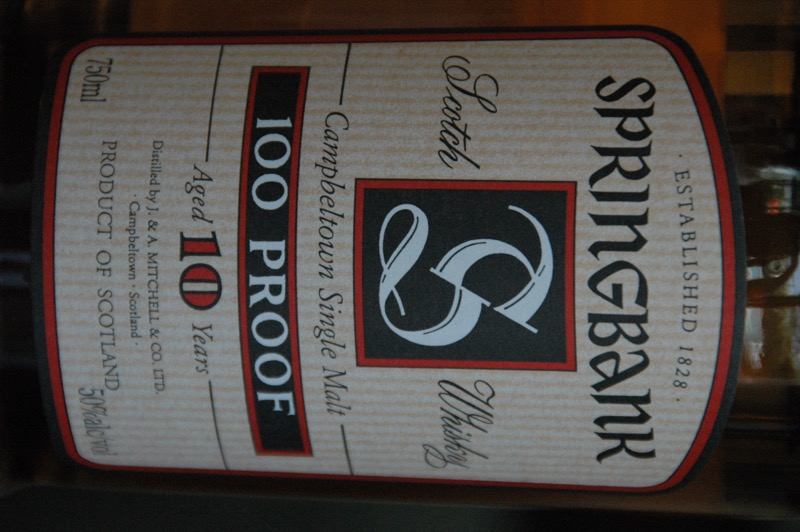 · ESTABLISHED 1828 ·
SPRINGBANK
Scotch Whisky
S
Campbeltown Single Malt
100 PROOF
Aged 10 Years
Distilled by J. & A. MITCHELL & CO. LTD.
· Campbeltown · Scotland ·
750ml PRODUCT OF SCOTLAND 50%alc/vol